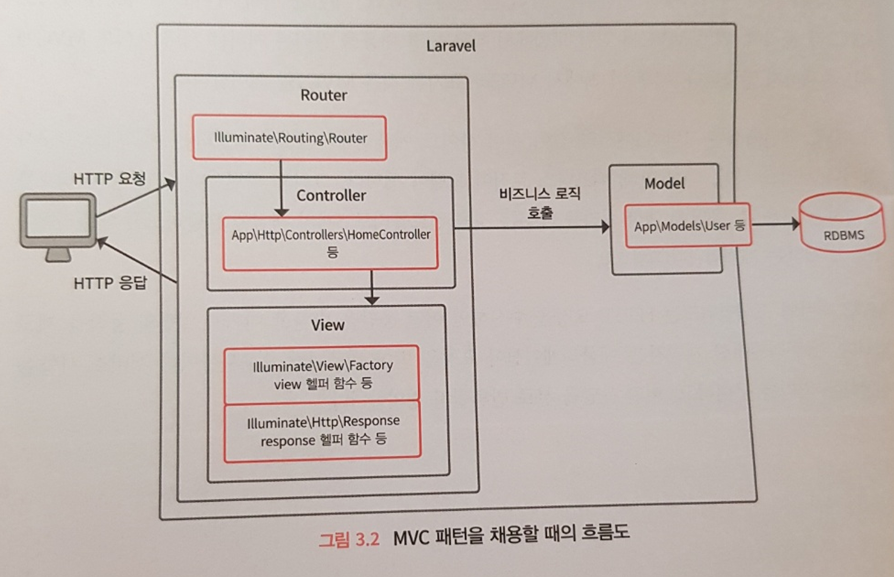 Laravel
Router
Illuminate\Routing\Router
HTTP 요청
Controller
App\Http\Controllers\HomeController
등
비즈니스 로직
호출
Model
App\Models\User 등
RDBMS
HTTP 응답
View
Illuminate\View\Factory
view 헬퍼 함수 등
Illuminate\Http\Response
response 헬퍼 함수 등
그림 3.2 MVC 패턴을 채용할 때의 흐름도